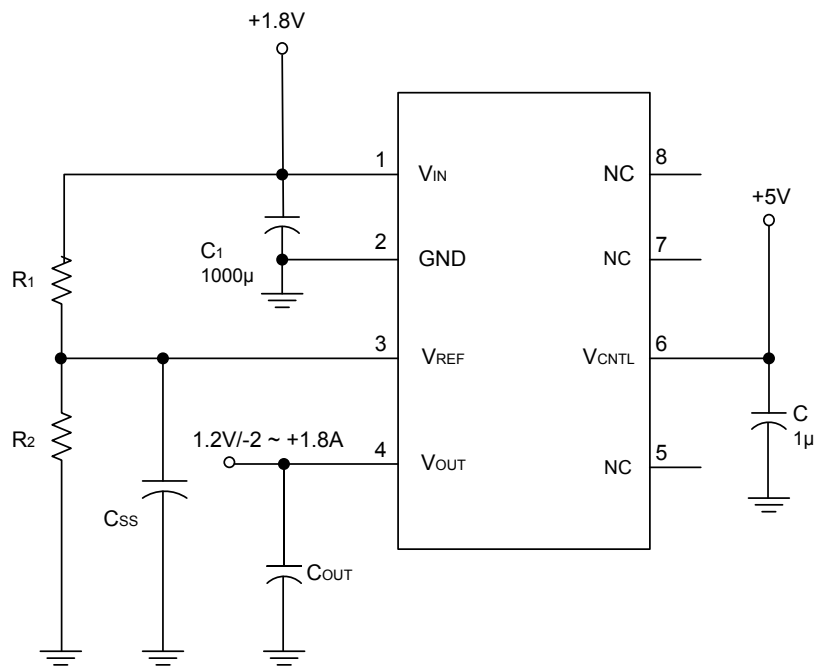 +1.8V
1
VIN
NC
8
+5V
C1
1000µ
2
GND
NC
7
R1
3
VREF
VCNTL
6
R2
1.2V/-2 ~ +1.8A
4
VOUT
NC
5
C
1µ
CSS
COUT